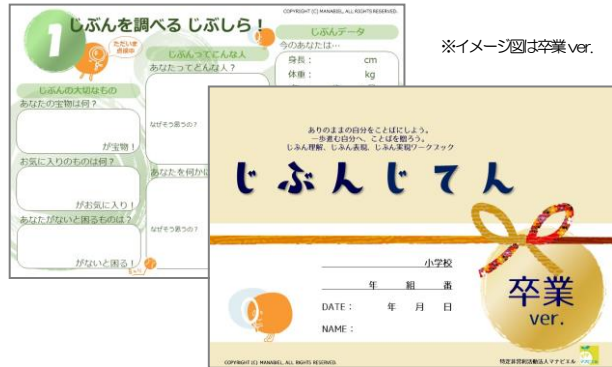 COPYRIGHT (C) MANABIEL, ALL RIGHTS RESERVED.
1
じぶんを調べる じぶしら！
ただいま
点検中
じぶんの大切なもの
あなたの宝物は何？
が宝物！
お気に入りのものは何？
がお気に入り！
あなたがないと困るものは？
がないと困る！
じぶんってこんな人
あなたってどんな人？
なぜそう思うの？
あなたを何かに
なぜそう思うの？
じぶんデータ
今のあなたは…
身長： cm
体重： kg
※イメージ図は卒業ver.
ありのままの自分をことばにしよう。
一歩進む自分へ、ことばを贈ろう。
じぶん理解、じぶん表現、じぶん実現ワークブック
じぶんじてん
小学校
年 組 番
DATE： 年 月 日
NAME：
卒業
ver.
COPYRIGHT (C) MANABIEL, ALL RIGHTS RESERVED.
特定非営利活動法人マナビエル